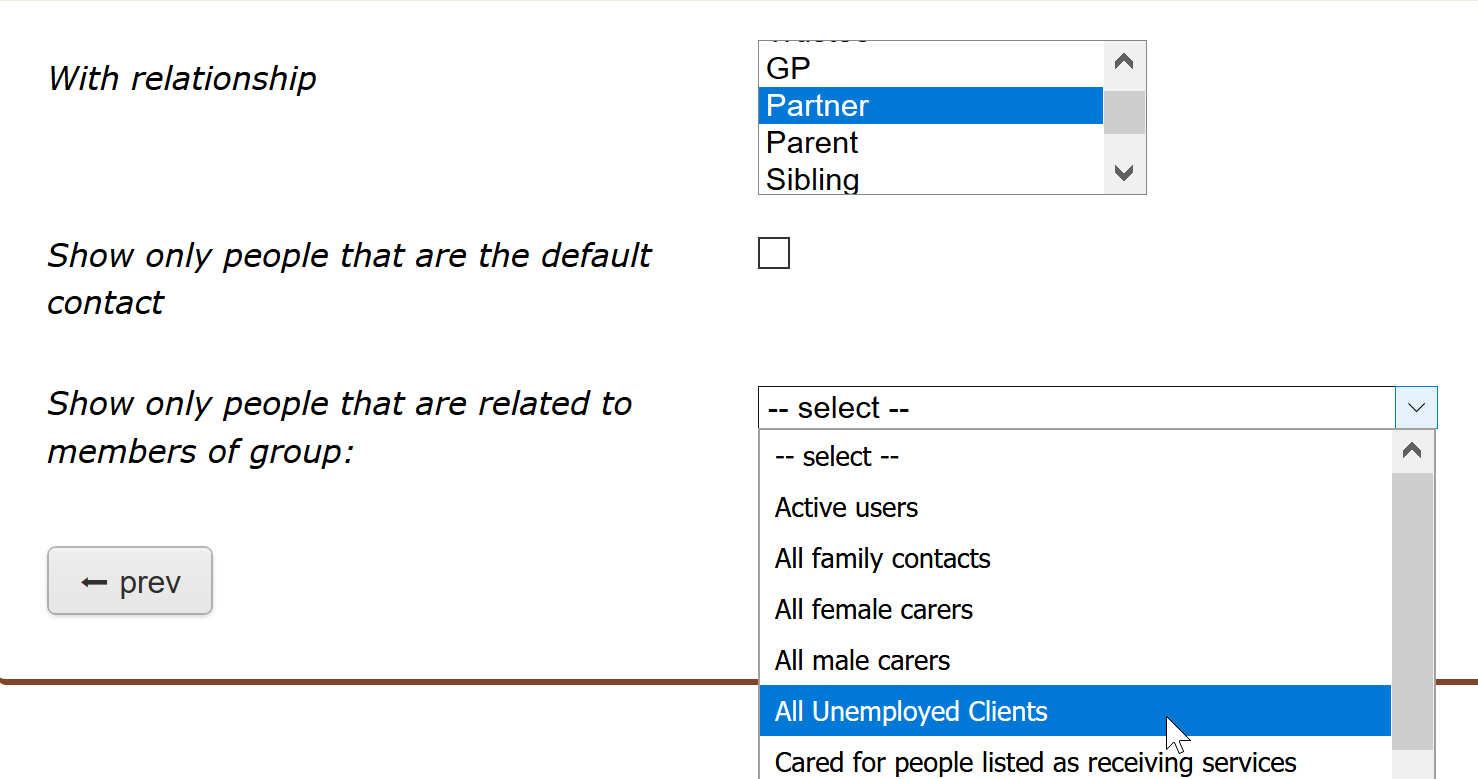 With relationship
GP
Partner
Parent
Sibling
Show only people that are the default
contact
Show only people that are related to
members of group:
-- select --
-- select --
Active users
All family contacts
All female carers
All male carers
All Unemployed Clients
Cared for people listed as receiving services
← prev